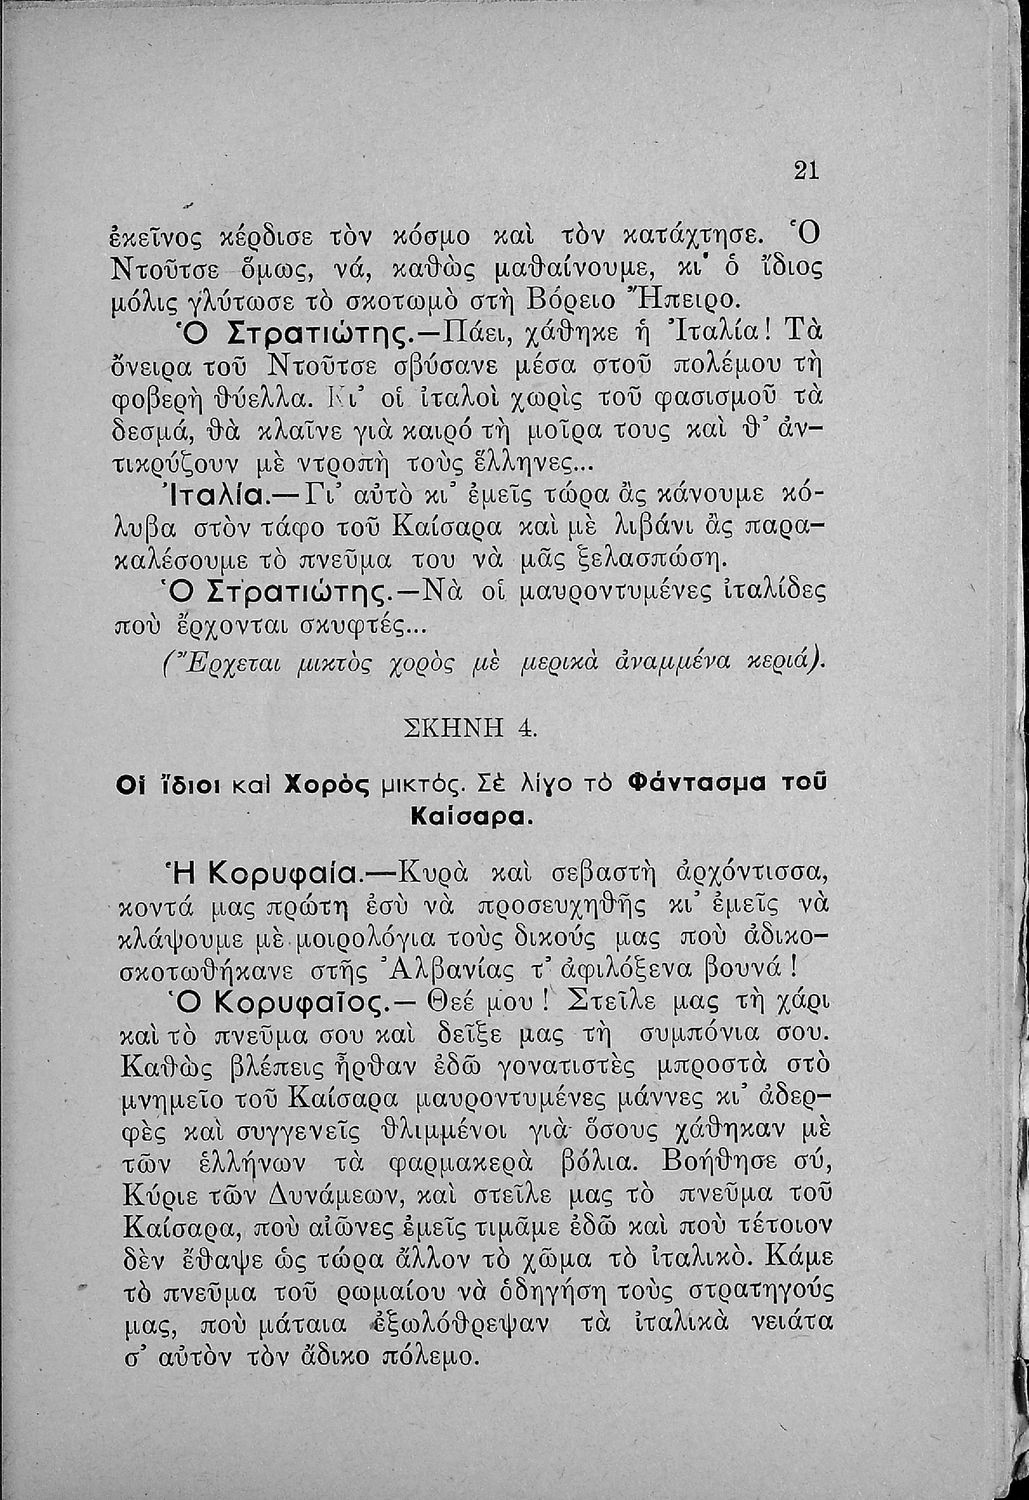 21
ἐκεῖνος κέρδισε τὸν κόσμο καὶ τὸν κατάχτησε. Ὁ
Ντοῦτσε ὅμως, νά, καθὼς μαθαίνουμε, κι' ὁ ἴδιος
μόλις γλύτωσε τὸ σκοτωμὸ στὴ Βόρειο Ἤπειρο.
Ὁ Στρατιώτης.—Πάει, χάθηκε ἡ Ἰταλία! Τὰ
ὄνειρα τοῦ Ντοῦτσε σβύσανε μέσα στοῦ πολέμου τὴ
φοβερὴ θύελλα. Κι' οἱ ἰταλοὶ χωρὶς τοῦ φασισμοῦ τὰ
δεσμά, θὰ κλαῖνε γιὰ καιρό τὴ μοῖρα τους καὶ θ' ἀν-
τικρύζουν μὲ ντροπὴ τοὺς ἕλληνες...
Ἰταλία.—Γι' αὐτὸ κι' ἐμεῖς τώρα ἂς κάνουμε κό-
λυβα στὸν τάφο τοῦ Καίσαρα καὶ μὲ λιβάνι ἂς παρα-
καλέσουμε τὸ πνεῦμα του νὰ μᾶς ξελασπώση.
Ὁ Στρατιώτης.—Νὰ οἱ μαυροντυμένες ἰταλίδες
ποὺ ἔρχονται σκυφτές...
(Ἔρχεται μικτὸς χορὸς μὲ μερικὰ ἀναμμένα κεριά).
ΣΚΗΝΗ 4.
Οἱ ἴδιοι καὶ Χορὸς μικτός. Σὲ λίγο τὸ Φάντασμα τοῦ
Καίσαρα.
Ἡ Κορυφαία.—Κυρὰ καὶ σεβαστὴ ἀρχόντισσα,
κοντά μας πρώτη ἐσὺ νὰ προσευχηθῆς κι' ἐμεῖς νὰ
κλάψουμε μὲ μοιρολόγια τοὺς δικούς μας ποὺ ἀδικο-
σκοτωθήκανε στῆς Ἀλβανίας τ' ἀφιλόξενα βουνά!
Ὁ Κορυφαῖος.— Θεέ μου! Στεῖλε μας τὴ χάρι
καὶ τὸ πνεῦμα σου καὶ δεῖξε μας τὴ συμπόνια σου.
Καθὼς βλέπεις ἦρθαν ἐδῶ γονατιστὲς μπροστὰ στὸ
μνημεῖο τοῦ Καίσαρα μαυροντυμένες μάννες κι' ἀδερ-
φὲς καὶ συγγενεῖς θλιμμένοι γιὰ ὅσους χάθηκαν μὲ
τῶν ἑλλήνων τὰ φαρμακερὰ βόλια. Βοήθησε σύ,
Κύριε τῶν Δυνάμεων, καὶ στεῖλε μας τὸ πνεῦμα τοῦ
Καίσαρα, ποὺ αἰῶνες ἐμεῖς τιμᾶμε ἐδῶ καὶ ποὺ τέτοιον
δὲν ἔθαψε ὡς τώρα ἄλλον τὸ χῶμα τὸ ἰταλικὸ. Κάμε
τὸ πνεῦμα τοῦ ρωμαίου νὰ ὁδηγήση τοὺς στρατηγούς
μας, ποὺ μάταια ἐξωλόθρεψαν τὰ ἰταλικὰ νειάτα
σ' αὐτὸν τὸν ἄδικο πόλεμο.